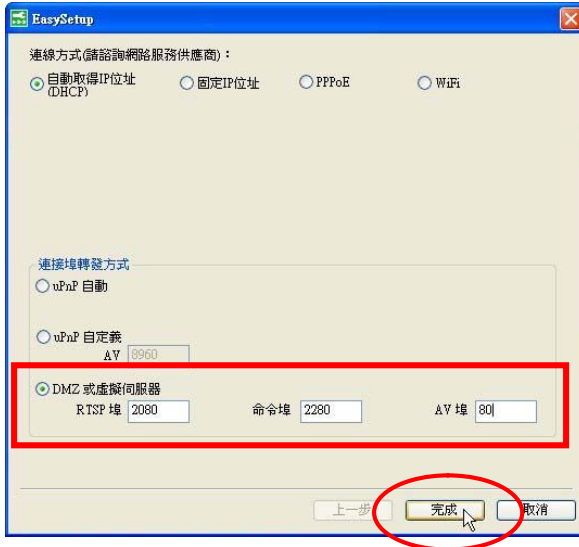 EasySetup
連線方式(請諮詢網路服務供應商)：
自動取得IP位址 固定IP位址 PPPoE WiFi
(DHCP)
連接埠轉發方式
uPnP 自動
uPnP 自定義
AV 8960
DMZ 或虛擬伺服器
RTSP 埠 2080 命令埠 2280 AV 埠 80
上一步 完成 取消